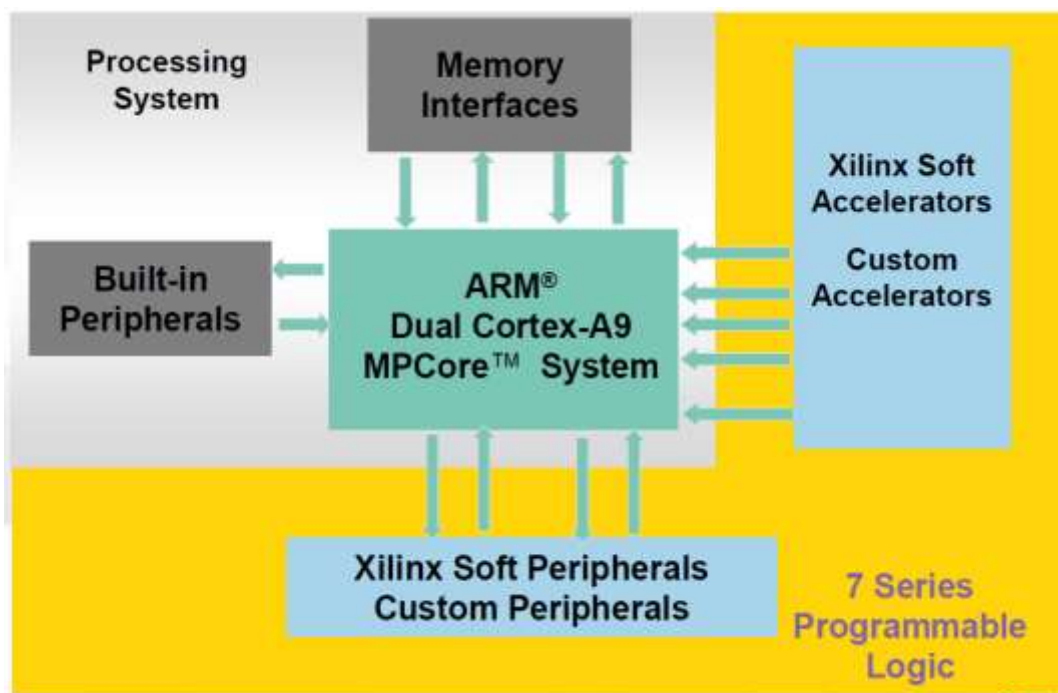 Processing
System
Memory
Interfaces
Xilinx Soft
Accelerators
Custom
Accelerators
Built-in
Peripherals
ARM®
Dual Cortex-A9
MPCore™ System
Xilinx Soft Peripherals
Custom Peripherals
7 Series
Programmable
Logic